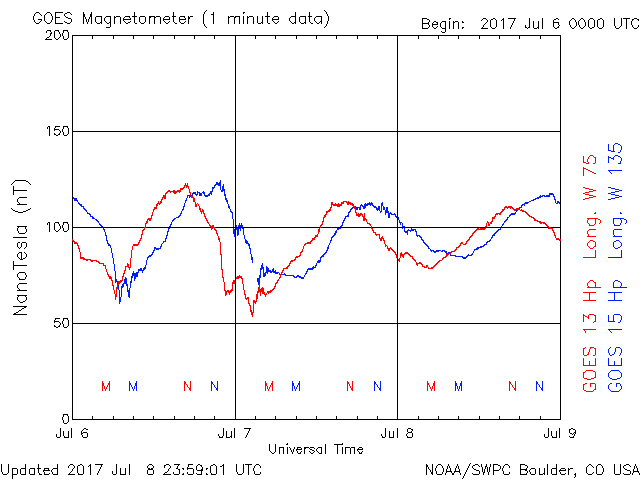 GOES Magnetometer (1 minute data)
Begin: 2017 Jul 6 0000 UTC
200
150
100
50
0
NanoTesla (nT)
M M N N M M N N M M N N
Jul 6 Jul 7 Jul 8 Jul 9
Universal Time
GOES 13 Hp Long. W 75
GOES 15 Hp Long. W 135
Updated 2017 Jul 8 23:59:01 UTC
NOAA/SWPC Boulder, CO USA